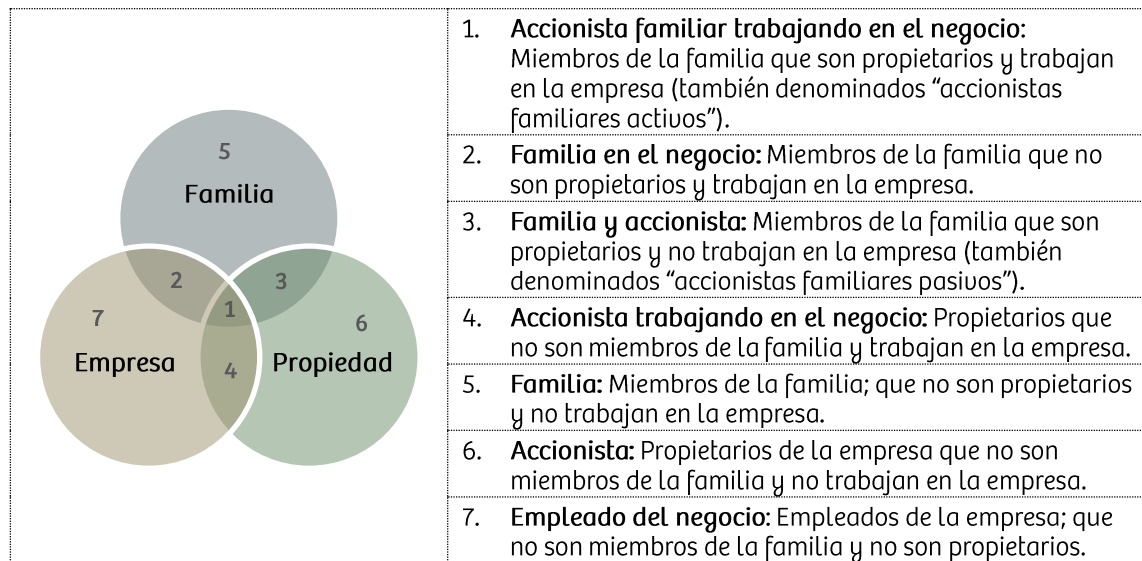 5
Familia
2
3
1
7
6
Empresa
4
Propiedad
1. Accionista familiar trabajando en el negocio:
Miembros de la familia que son propietarios y trabajan
en la empresa (también denominados “accionistas
familiares activos”).
2. Familia en el negocio: Miembros de la familia que no
son propietarios y trabajan en la empresa.
3. Familia y accionista: Miembros de la familia que son
propietarios y no trabajan en la empresa (también
denominados “accionistas familiares pasivos”).
4. Accionista trabajando en el negocio: Propietarios que
no son miembros de la familia y trabajan en la empresa.
5. Familia: Miembros de la familia; que no son propietarios
y no trabajan en la empresa.
6. Accionista: Propietarios de la empresa que no son
miembros de la familia y no trabajan en la empresa.
7. Empleado del negocio: Empleados de la empresa; que
no son miembros de la familia y no son propietarios.